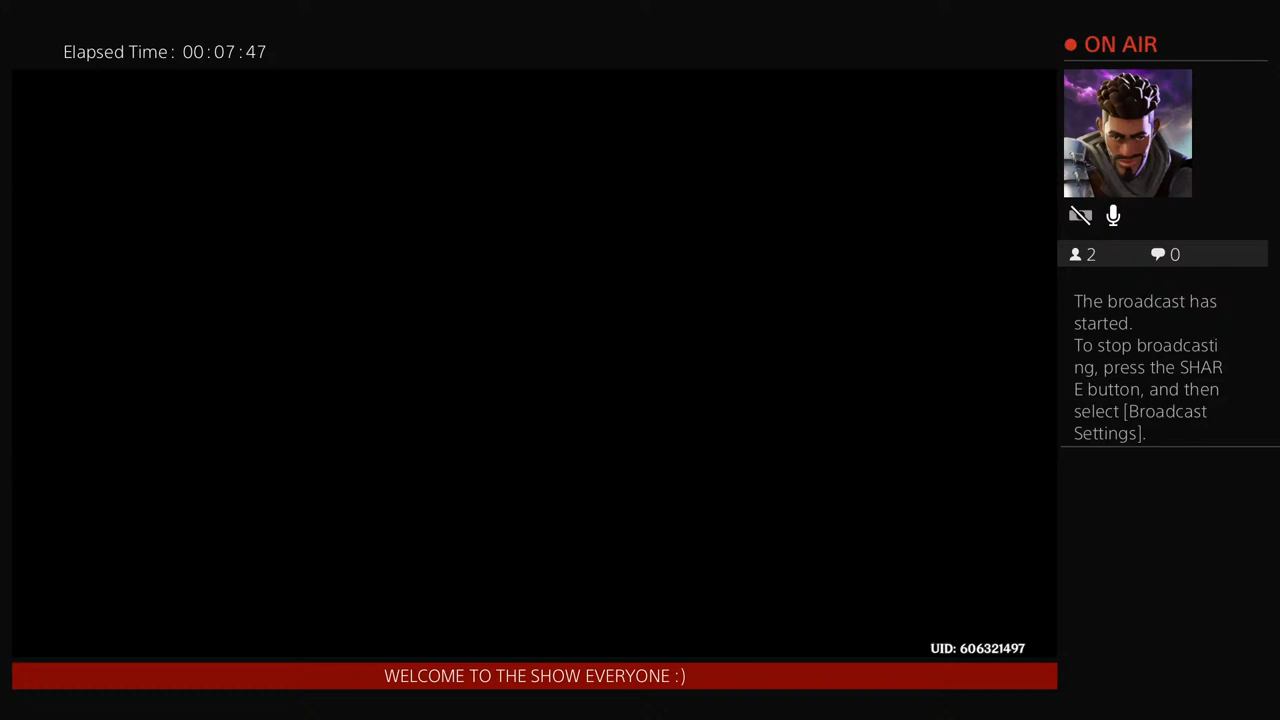 Elapsed Time: 00:07:47
ON AIR
2
0
The broadcast has
started.
To stop broadcasti
ng, press the SHAR
E button, and then
select [Broadcast
Settings].
UID: 606321497
WELCOME TO THE SHOW EVERYONE :)